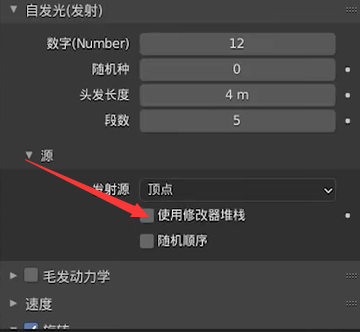 自发光(发射)
数字(Number) 12
随机种 0
头发长度 4 m
段数 5
源
发射源 顶点
使用修改器堆栈
随机顺序
毛发动力学
速度
旋转